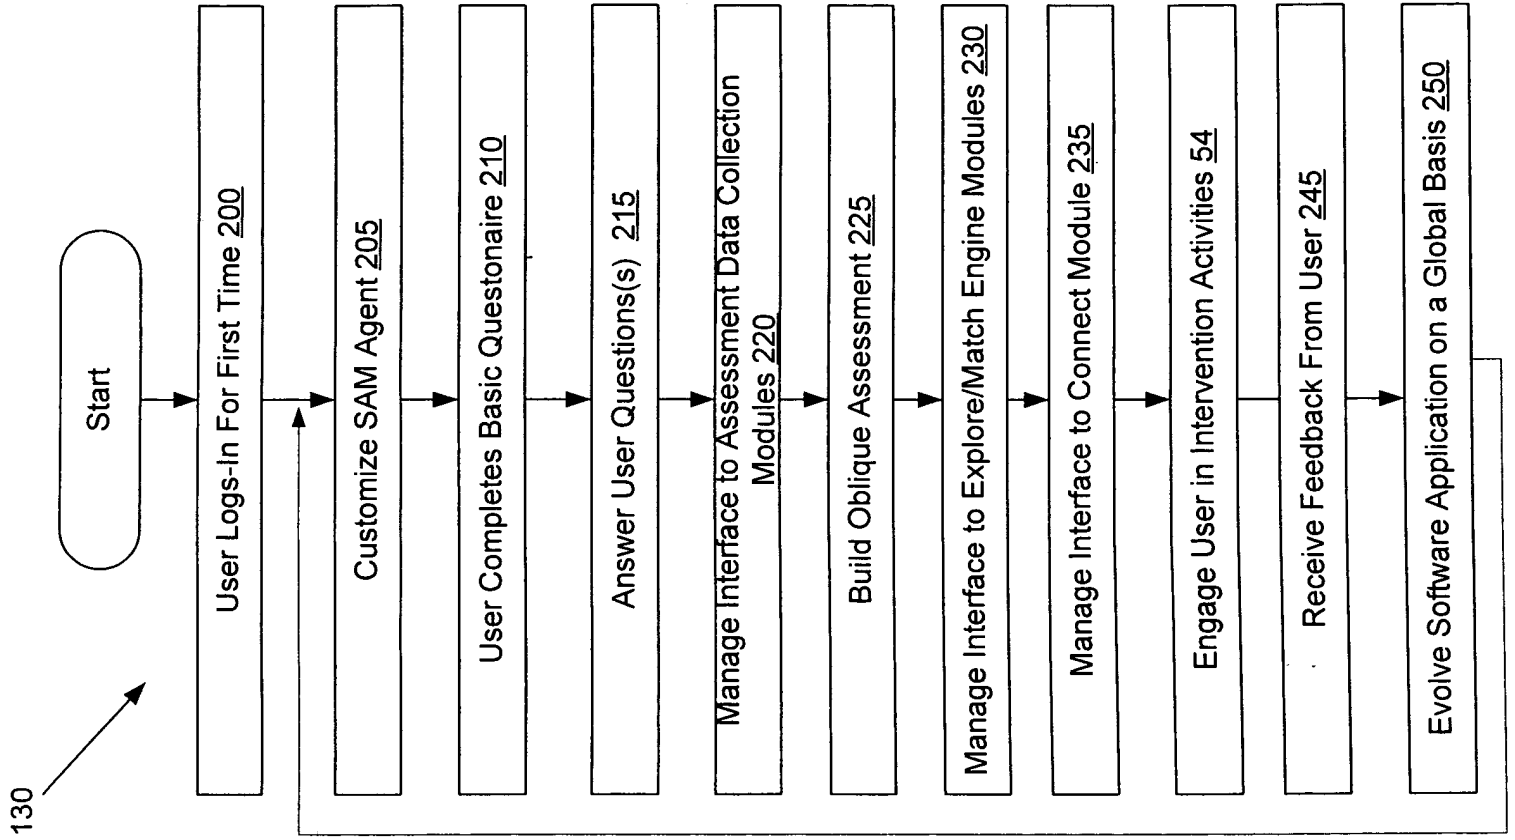 130
Start
User Logs-In For First Time 200
Customize SAM Agent 205
User Completes Basic Questonaire 210
Answer User Questions(s) 215
Manage Interface to Assessment Data Collection
Modules 220
Build Oblique Assessment 225
Manage Interface to Explore/Match Engine Modules 230
Manage Interface to Connect Module 235
Engage User in Intervention Activities 54
Receive Feedback From User 245
Evolve Software Application on a Global Basis 250